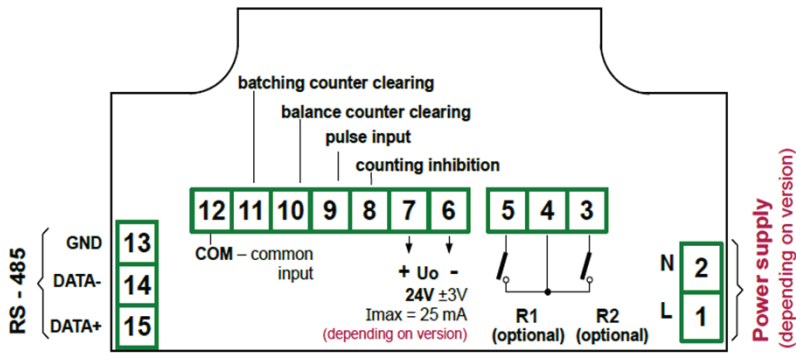 batching counter clearing
balance counter clearing
pulse input
counting inhibition
12 11 10 9 8 7 6 5 4 3
COM – common
input
+ Uo -
24V ±3V
Imax = 25 mA
(depending on version)
R1
(optional)
R2
(optional)
RS - 485
GND 13
DATA- 14
DATA+ 15
N 2
L 1
Power supply
(depending on version)